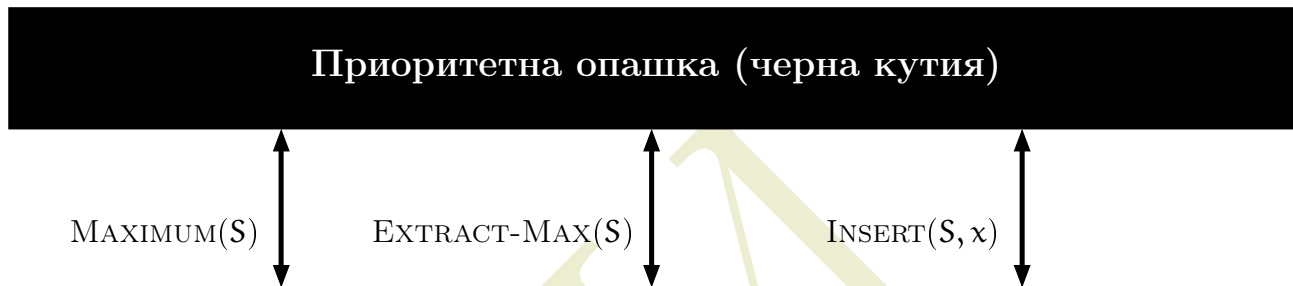 Приоритетна опашка (черна кутия)
MAXIMUM(S) EXTRACT-MAX(S) INSERT(S, x)